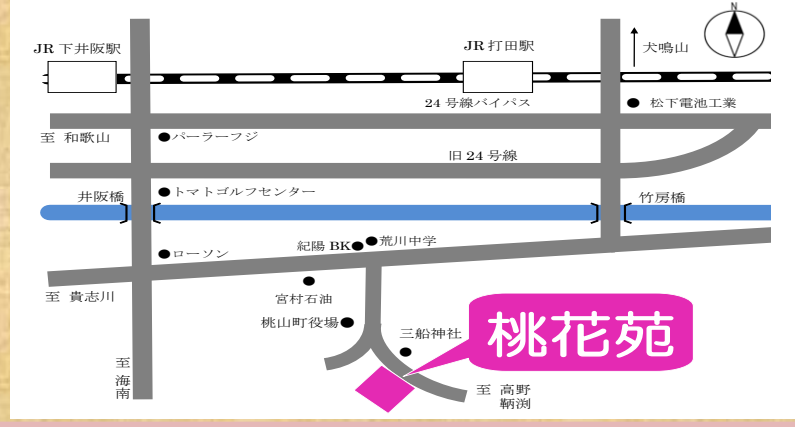 N
JR 下井阪駅
JR 打田駅
犬鳴山
24 号線バイパス
松下電池工業
至 和歌山
パーラーフジ
旧 24 号線
井阪橋
トマトゴルフセンター
竹房橋
ローソン
紀陽 BK
荒川中学
至 貴志川
宮村石油
桃山町役場
三船神社
桃花苑
至 海南
至 高野
鞆渕